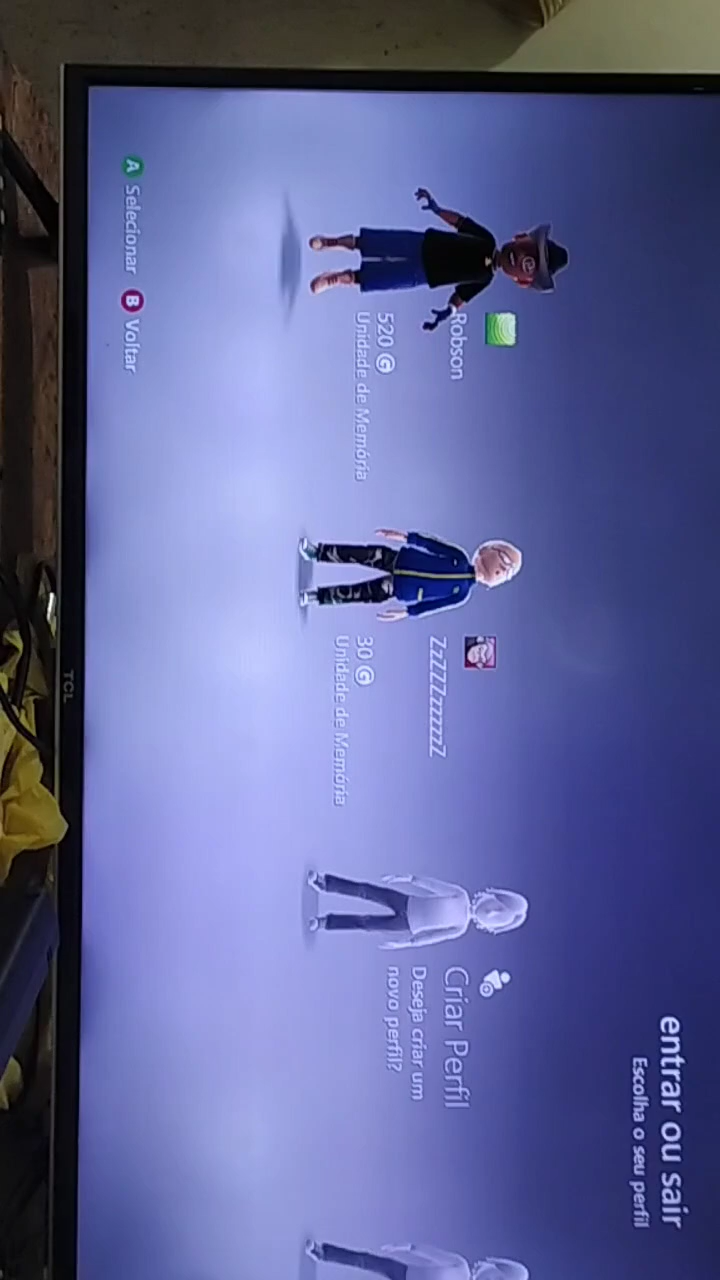 entrar ou sair
Escolha o seu perfil
Robson
520 G
Unidade de Memória
ZzZZZzzzzzZ
30 G
Unidade de Memória
Criar Perfil
Deseja criar um
novo perfil?
A Selecionar B Voltar
TCL